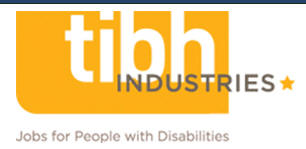 tibh
INDUSTRIES
Jobs for People with Disabilities